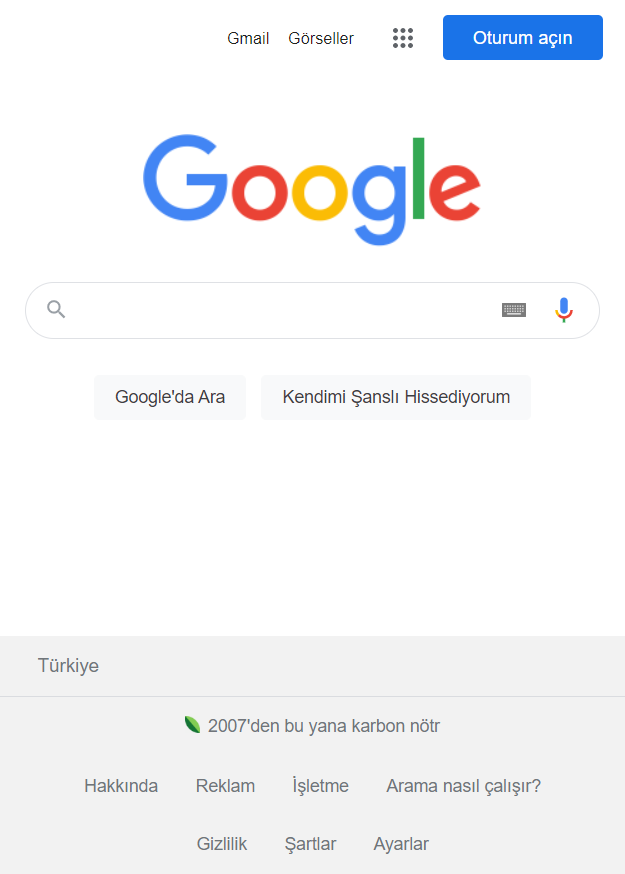 Gmail Görseller Oturum açın
Google
Google'da Ara Kendimi Şanslı Hissediyorum
Türkiye
2007'den bu yana karbon nötr
Hakkında Reklam İşletme Arama nasıl çalışır?
Gizlilik Şartlar Ayarlar